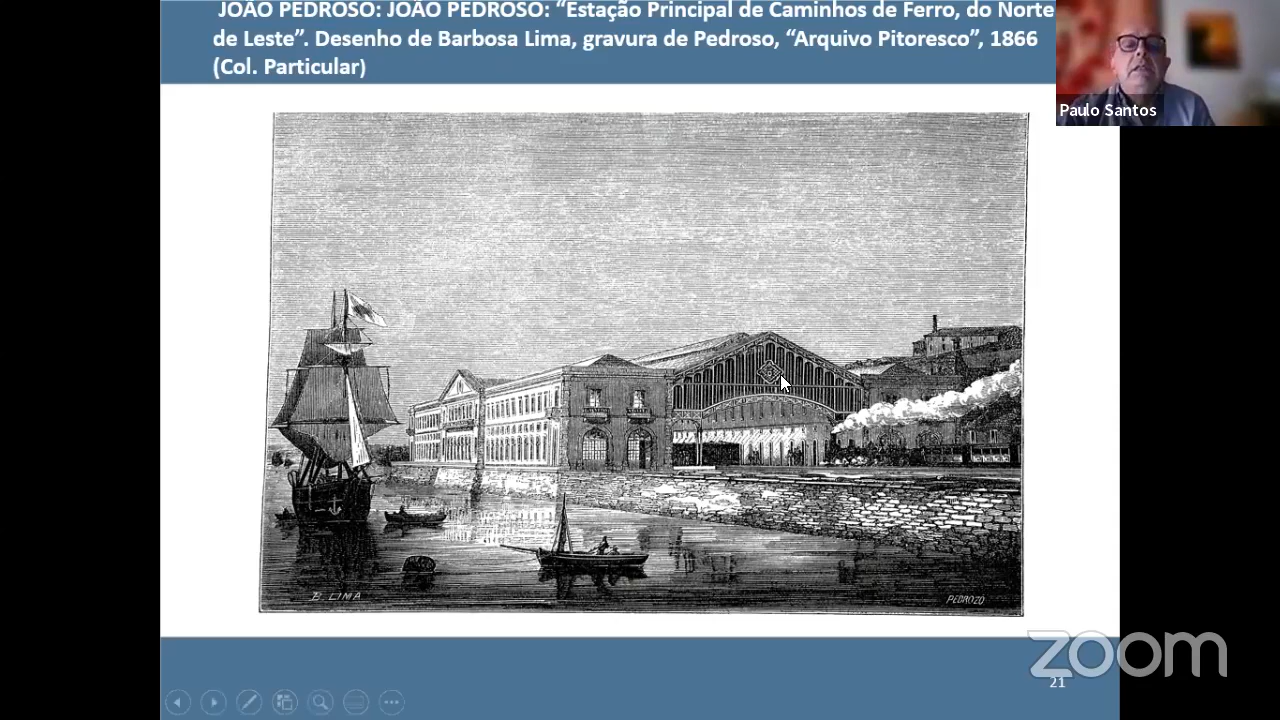 JOÃO PEDROSO: JOÃO PEDROSO: “Estação Principal de Caminhos de Ferro, do Norte
de Leste”. Desenho de Barbosa Lima, gravura de Pedroso, “Arquivo Pitoresco”, 1866
(Col. Particular)
Paulo Santos
B. LIMA
PEDROZO
zoom
21